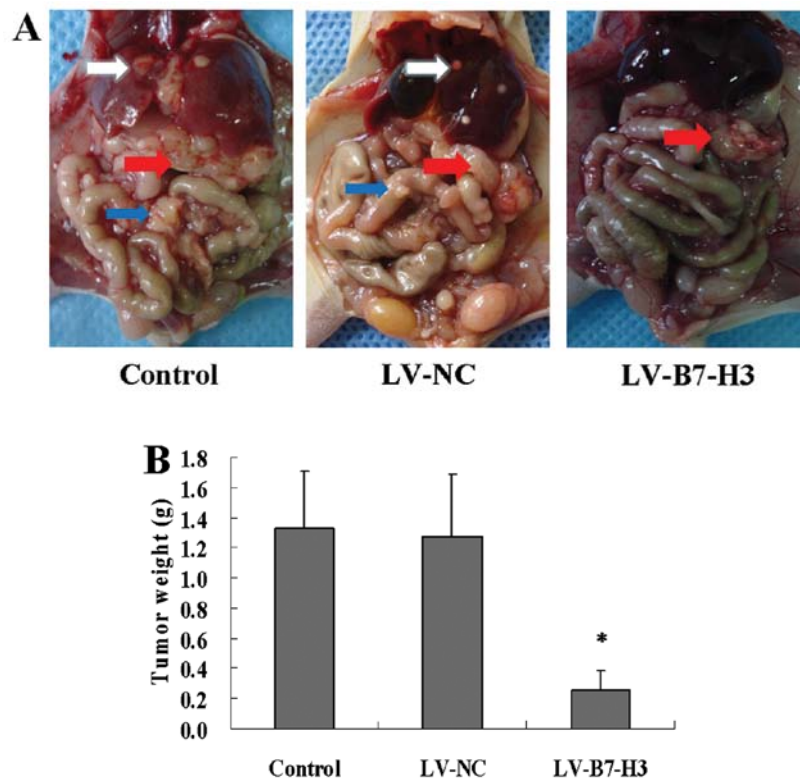 A
Control LV-NC LV-B7-H3
B
Tumor weight (g)
1.8
1.6
1.4
1.2
1.0
0.8
0.6
0.4
0.2
0.0
*
Control LV-NC LV-B7-H3